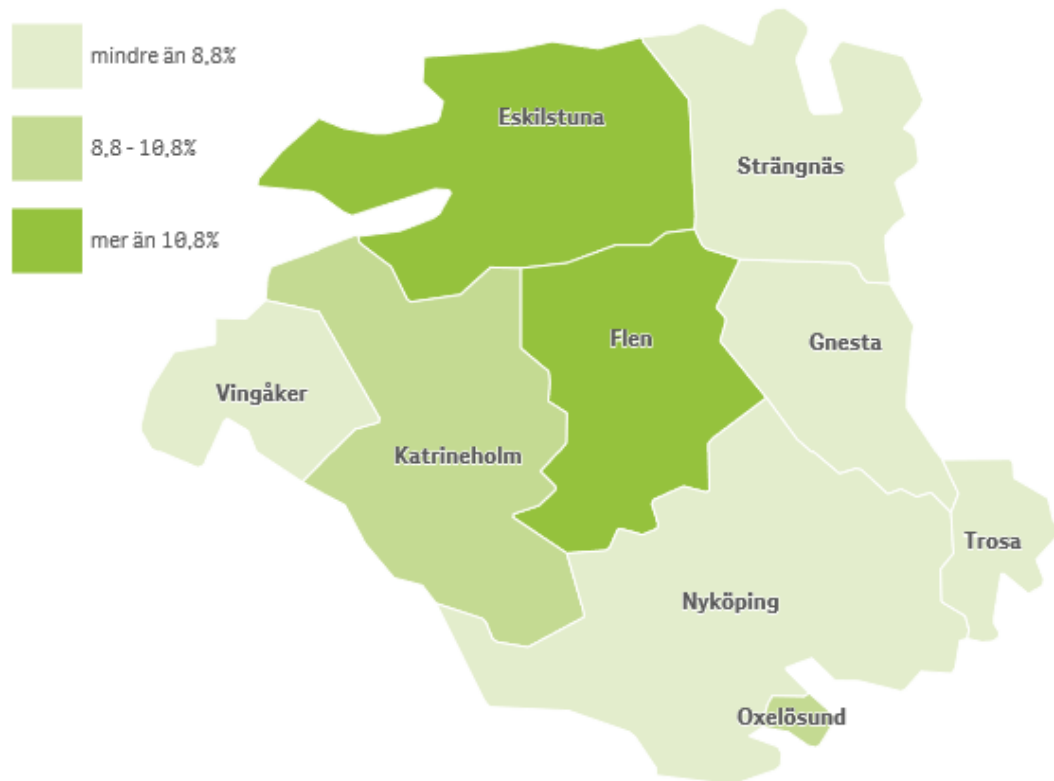 mindre än 8,8%
8,8 - 10,8%
mer än 10,8%
Eskilstuna
Strängnäs
Flen
Gnesta
Vingåker
Katrineholm
Trosa
Nyköping
Oxelösund